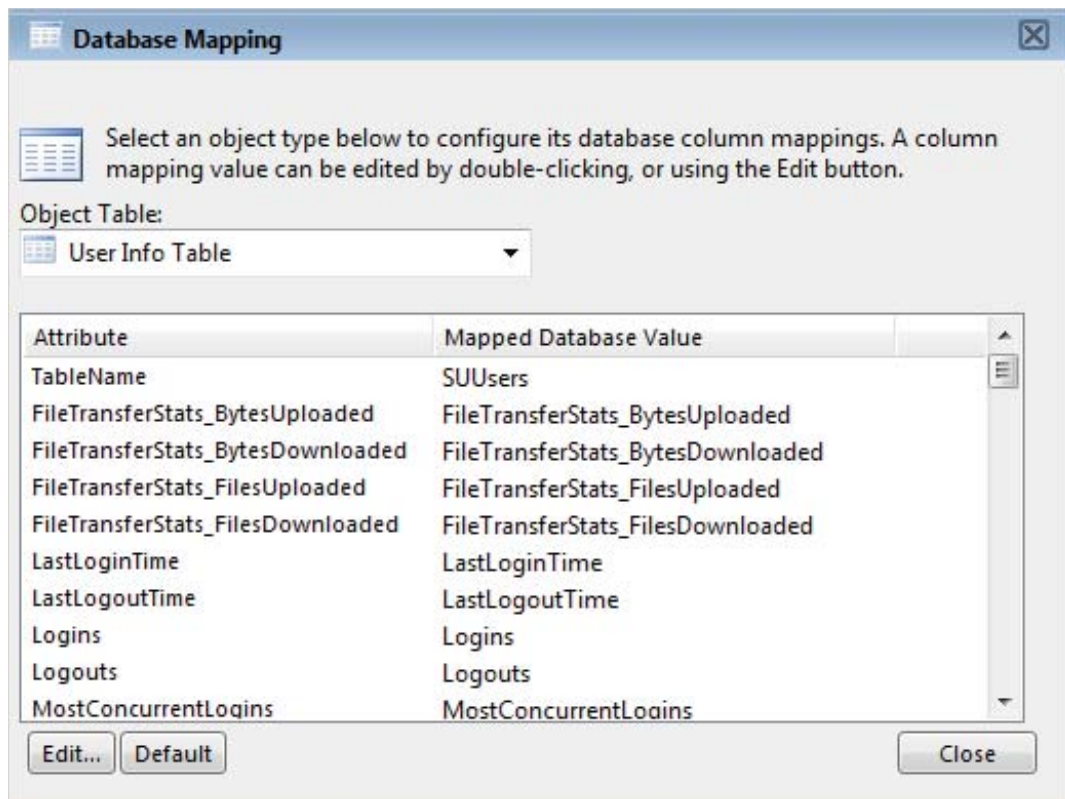 Database Mapping
Select an object type below to configure its database column mappings. A column
mapping value can be edited by double-clicking, or using the Edit button.
Object Table:
User Info Table
Attribute Mapped Database Value
TableName SUUsers
FileTransferStats_BytesUploaded FileTransferStats_BytesUploaded
FileTransferStats_BytesDownloaded FileTransferStats_BytesDownloaded
FileTransferStats_FilesUploaded FileTransferStats_FilesUploaded
FileTransferStats_FilesDownloaded FileTransferStats_FilesDownloaded
LastLoginTime LastLoginTime
LastLogoutTime LastLogoutTime
Logins Logins
Logouts Logouts
MostConcurrentLogins MostConcurrentLogins
Edit... Default Close